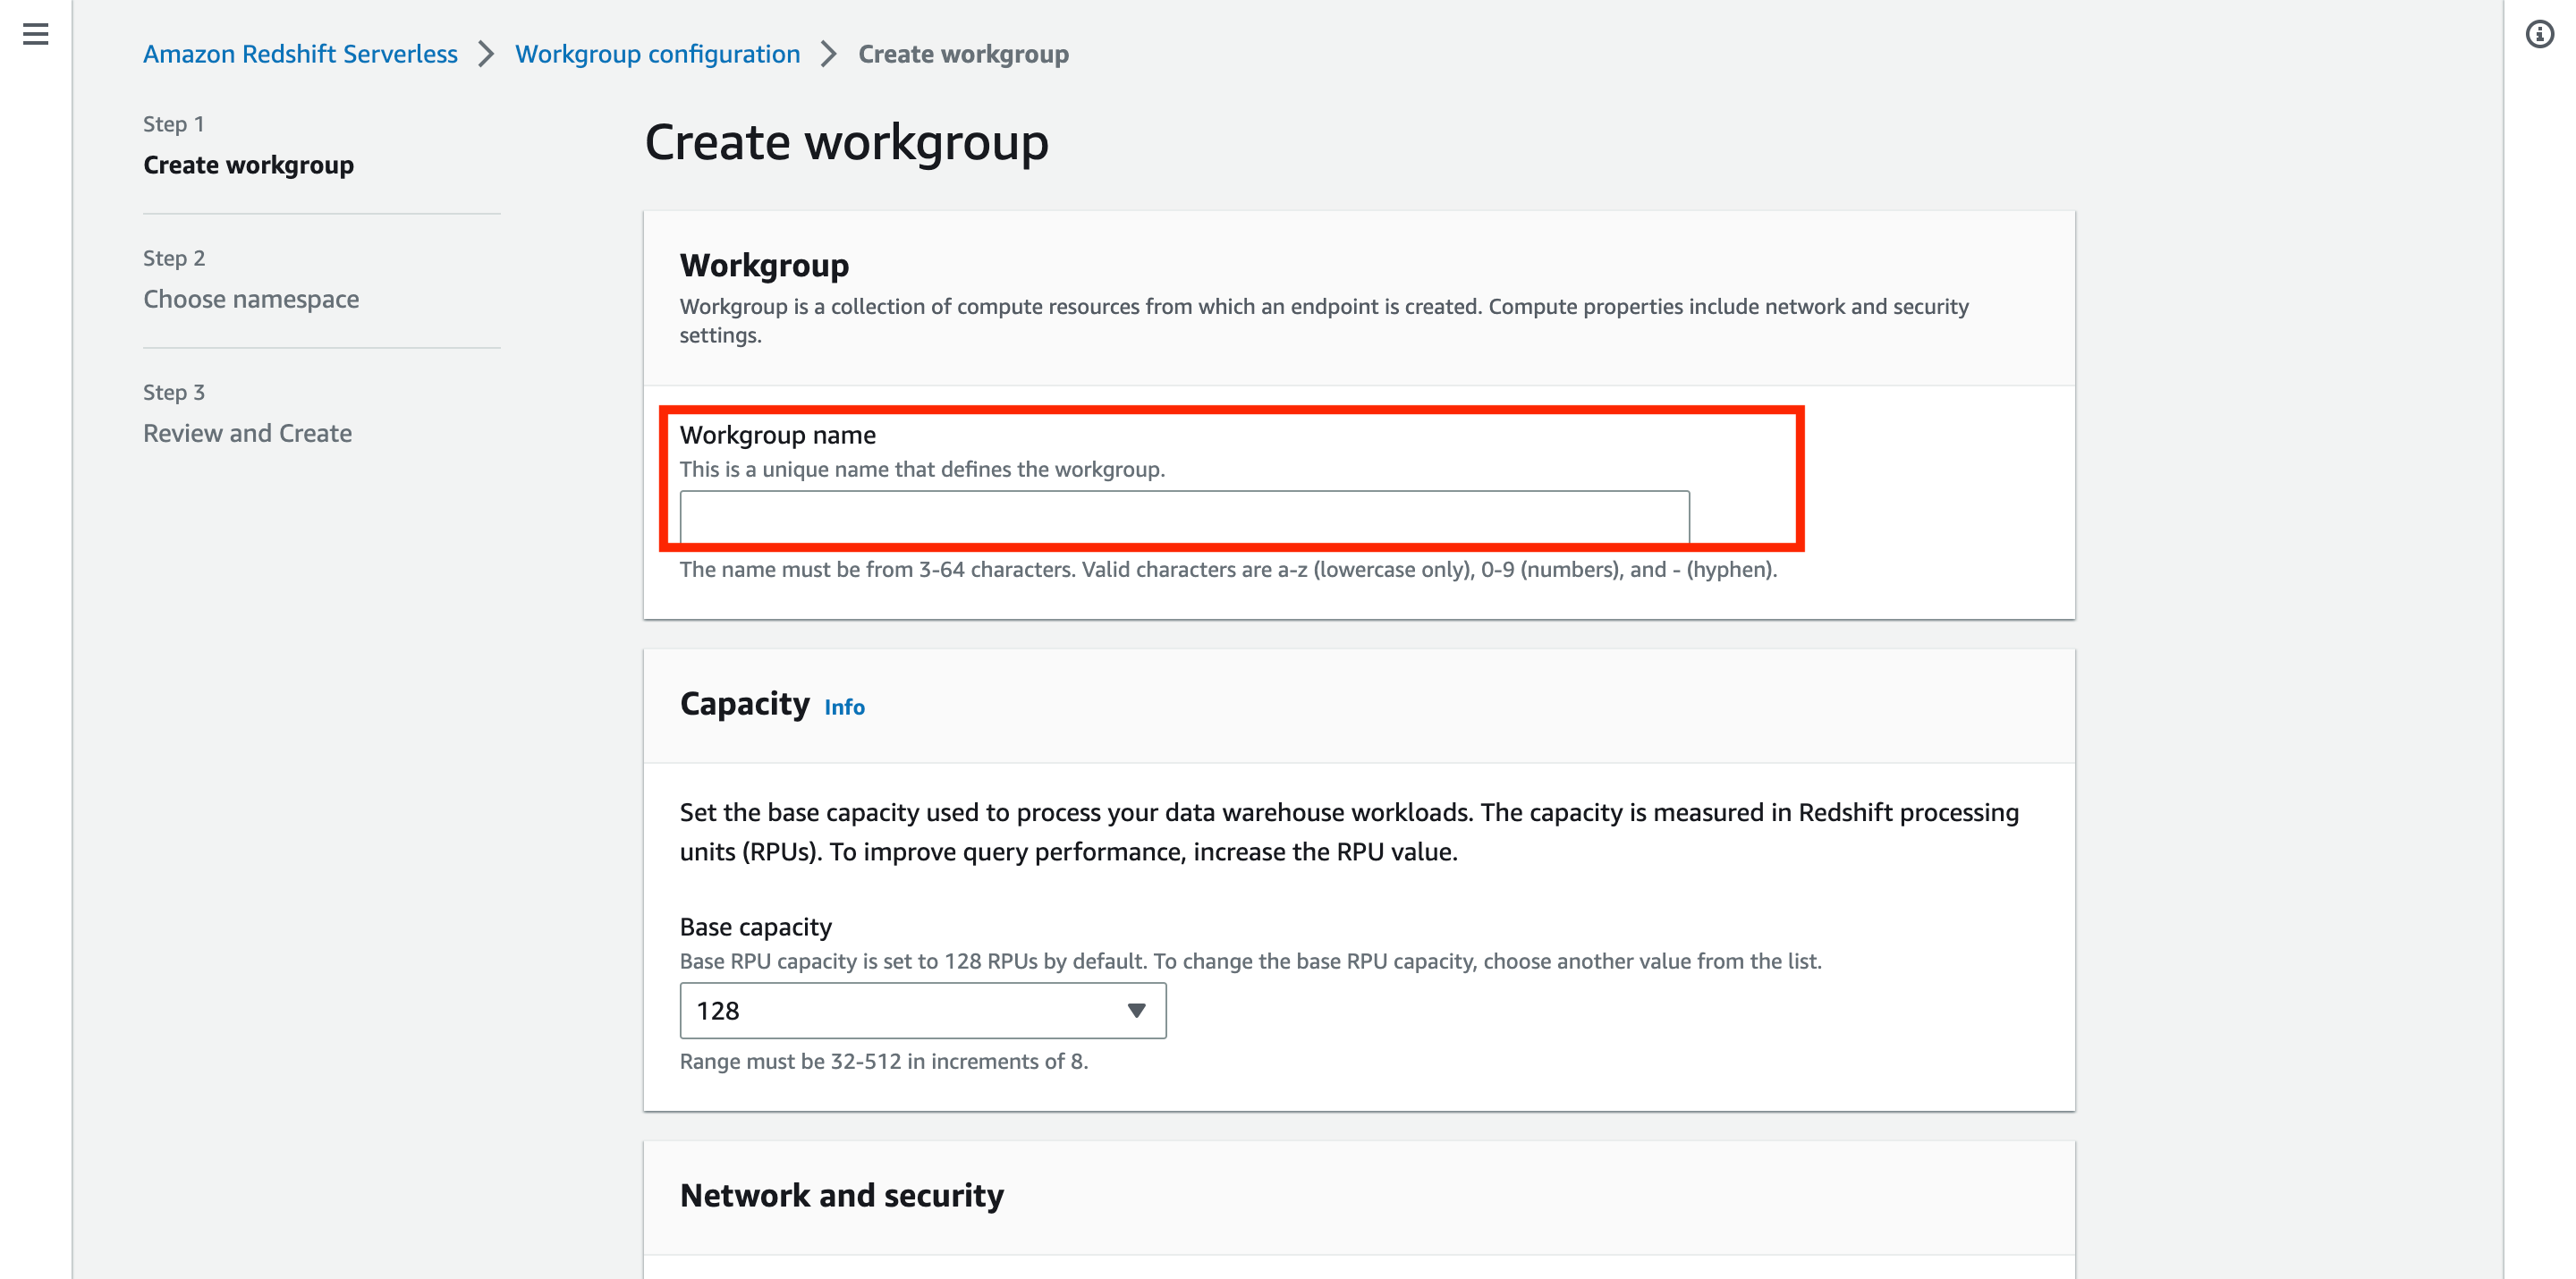 Amazon Redshift Serverless > Workgroup configuration > Create workgroup
Step 1
Create workgroup
Step 2
Choose namespace
Step 3
Review and Create
Create workgroup
Workgroup
Workgroup is a collection of compute resources from which an endpoint is created. Compute properties include network and security
settings.
Workgroup name
This is a unique name that defines the workgroup.
The name must be from 3-64 characters. Valid characters are a-z (lowercase only), 0-9 (numbers), and - (hyphen).
Capacity Info
Set the base capacity used to process your data warehouse workloads. The capacity is measured in Redshift processing
units (RPUs). To improve query performance, increase the RPU value.
Base capacity
Base RPU capacity is set to 128 RPUs by default. To change the base RPU capacity, choose another value from the list.
128
Range must be 32-512 in increments of 8.
Network and security